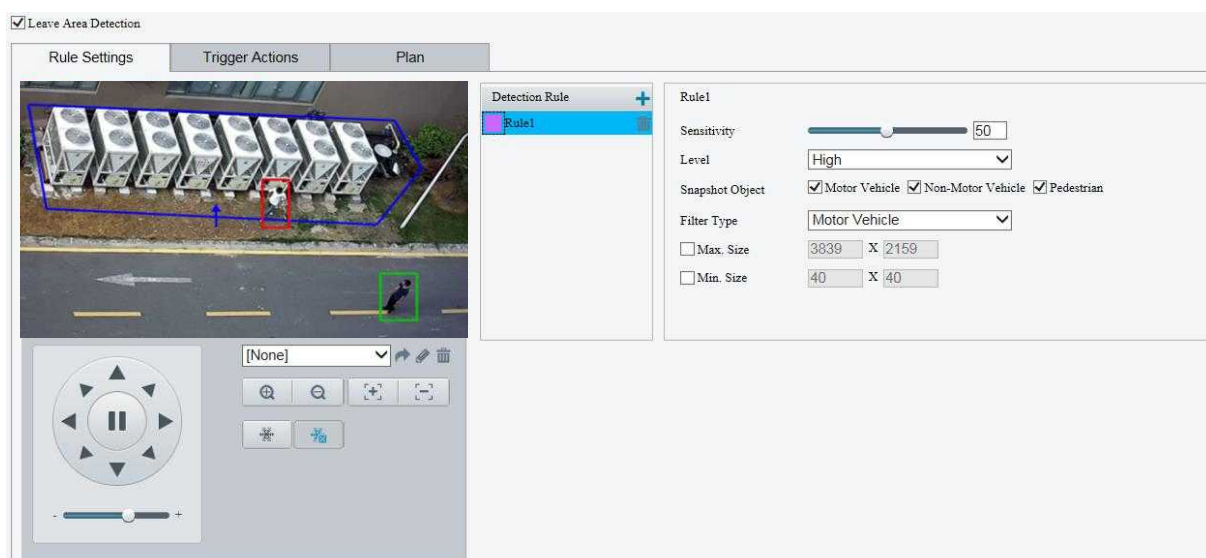 Leave Area Detection
Rule Settings Trigger Actions Plan
Detection Rule
Rule1
Rule1
Sensitivity 50
Level High
Snapshot Object Motor Vehicle Non-Motor Vehicle Pedestrian
Filter Type Motor Vehicle
Max. Size 3839 X 2159
Min. Size 40 X 40
[None]
- +